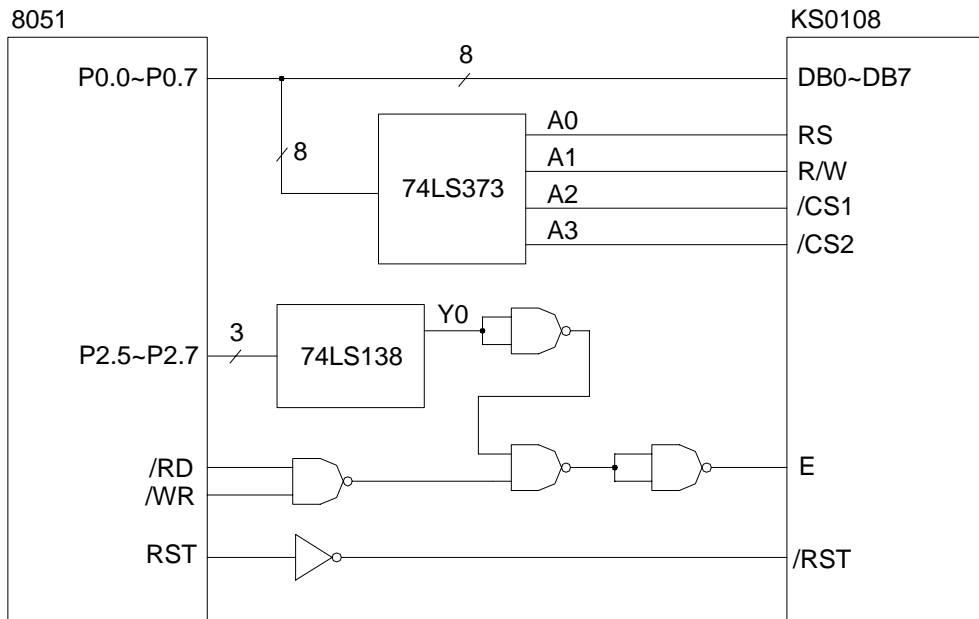 8051
KS0108
P0.0~P0.7
8
DB0~DB7
8
74LS373
A0
RS
A1
R/W
A2
/CS1
A3
/CS2
P2.5~P2.7
3
74LS138
Y0
/RD
/WR
E
RST
/RST